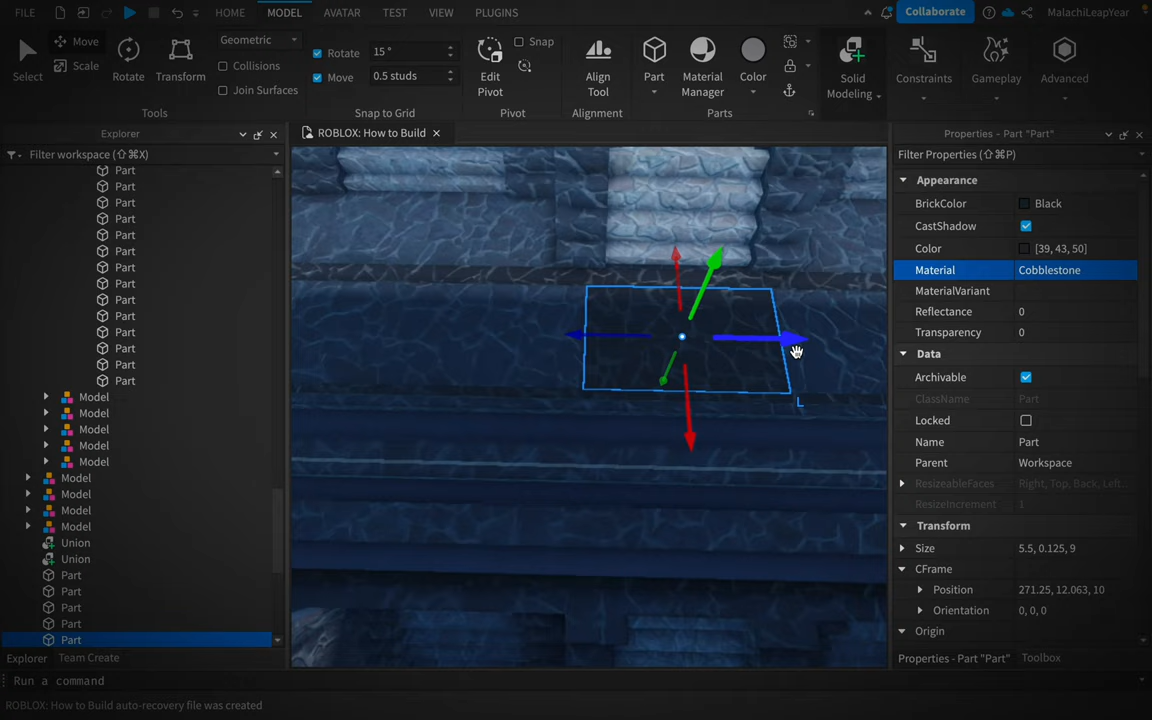 FILE HOME MODEL AVATAR TEST VIEW PLUGINS Collaborate MalachiLeapYear
Select Move Scale Rotate Transform
Geometric
Collisions
Join Surfaces
Tools
Rotate 15 °
Move 0.5 studs
Snap to Grid
Edit Pivot
Snap
Pivot
Align Tool
Alignment
Part
Material Manager
Color
Parts
Solid Modeling
Constraints
Gameplay
Advanced
Explorer
Filter workspace (⇧⌘X)
Part
Part
Part
Part
Part
Part
Part
Part
Part
Part
Part
Part
Part
Part
Model
Model
Model
Model
Model
Model
Model
Model
Model
Union
Union
Part
Part
Part
Part
Part
Explorer Team Create
ROBLOX: How to Build
L
Properties - Part "Part"
Filter Properties (⇧⌘P)
Appearance
BrickColor Black
CastShadow
Color [39, 43, 50]
Material Cobblestone
MaterialVariant
Reflectance 0
Transparency 0
Data
Archivable
ClassName Part
Locked
Name Part
Parent Workspace
ResizeableFaces Right, Top, Back, Left...
ResizeIncrement 1
Transform
Size 5.5, 0.125, 9
CFrame
Position 271.25, 12.063, 10
Orientation 0, 0, 0
Origin
Properties - Part "Part" Toolbox
Run a command
ROBLOX: How to Build auto-recovery file was created